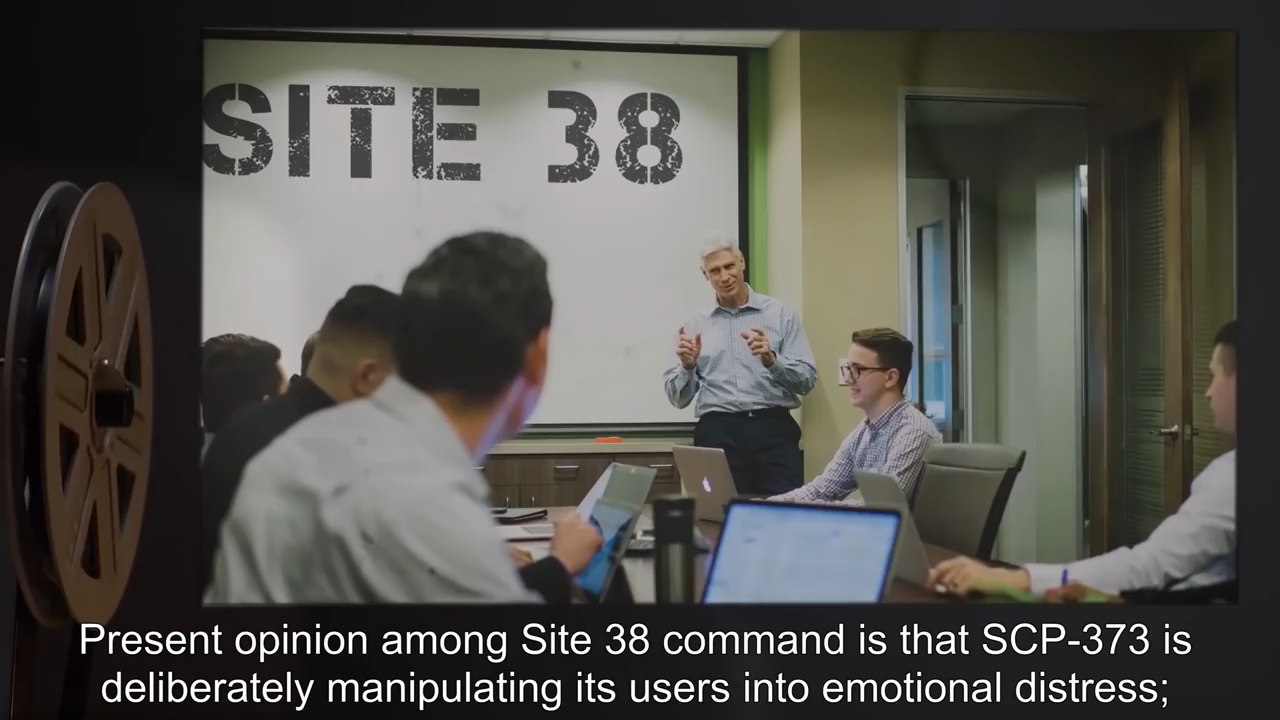 SITE 38
Present opinion among Site 38 command is that SCP-373 is
deliberately manipulating its users into emotional distress;